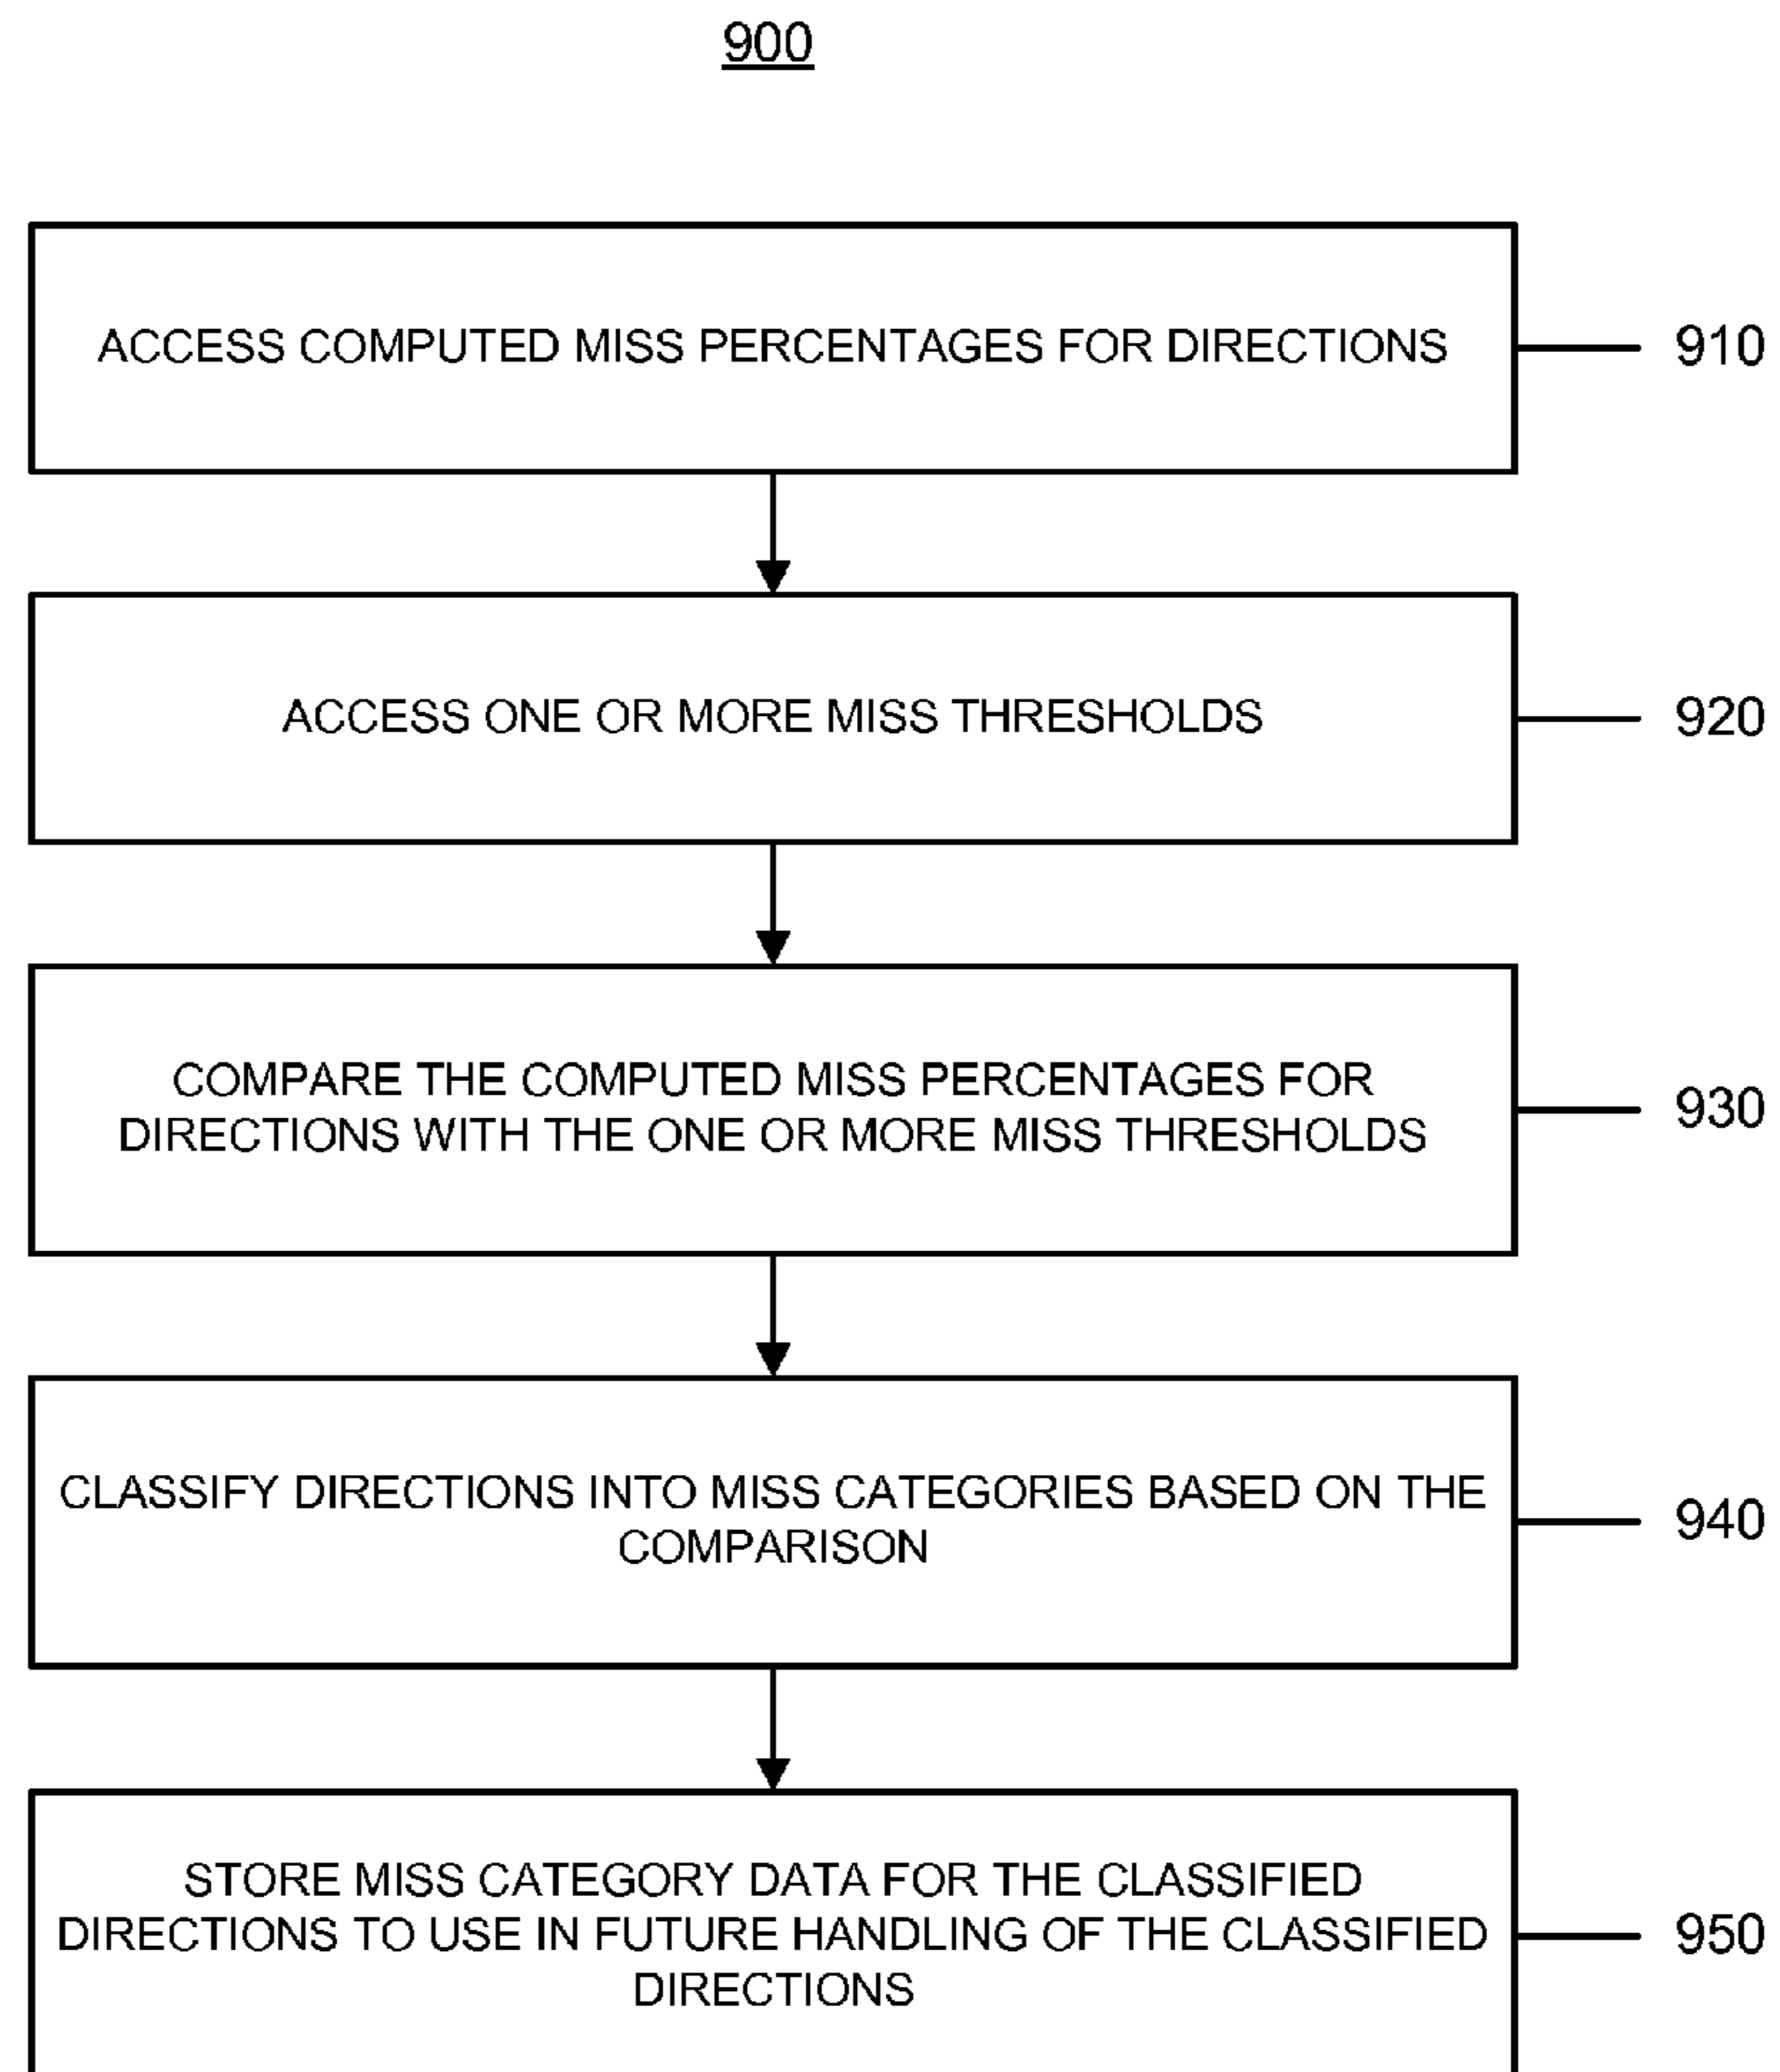 900
ACCESS COMPUTED MISS PERCENTAGES FOR DIRECTIONS
910
ACCESS ONE OR MORE MISS THRESHOLDS
920
COMPARE THE COMPUTED MISS PERCENTAGES FOR
DIRECTIONS WITH THE ONE OR MORE MISS THRESHOLDS
930
CLASSIFY DIRECTIONS INTO MISS CATEGORIES BASED ON THE
COMPARISON
940
STORE MISS CATEGORY DATA FOR THE CLASSIFIED
DIRECTIONS TO USE IN FUTURE HANDLING OF THE CLASSIFIED
DIRECTIONS
950